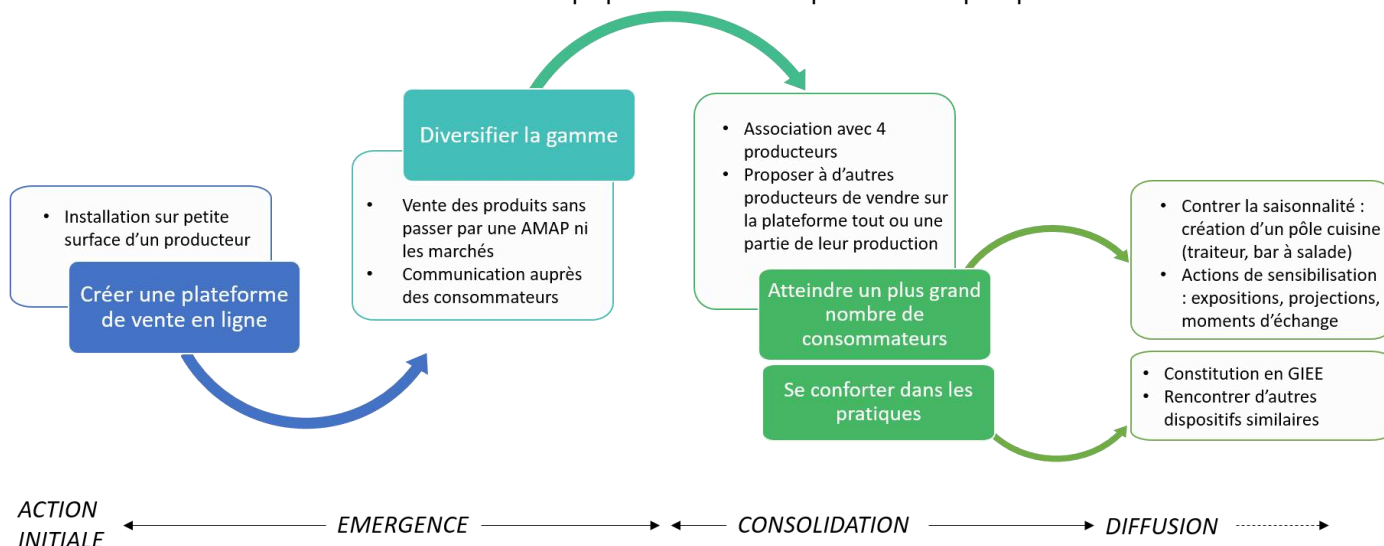 • Installation sur petite
surface d'un producteur
Créer une plateforme
de vente en ligne
Diversifier la gamme
• Vente des produits sans
passer par une AMAP ni
les marchés
• Communication auprès
des consommateurs
• Association avec 4
producteurs
• Proposer à d'autres
producteurs de vendre sur
la plateforme tout ou une
partie de leur production
Atteindre un plus grand
nombre de
consommateurs
Se conforter dans les
pratiques
• Contrer la saisonnalité :
création d'un pôle cuisine
(traiteur, bar à salade)
• Actions de sensibilisation
: expositions, projections,
moments d'échange
• Constitution en GIEE
• Rencontrer d'autres
dispositifs similaires
ACTION
INITIALE
EMERGENCE
CONSOLIDATION
DIFFUSION